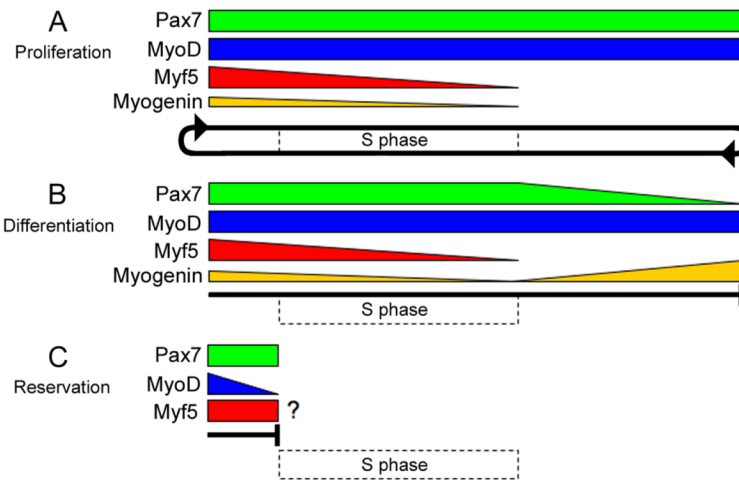 A
Proliferation
Pax7
MyoD
Myf5
Myogenin
S phase
B
Differentiation
Pax7
MyoD
Myf5
Myogenin
S phase
C
Reservation
Pax7
MyoD
Myf5 ?
S phase